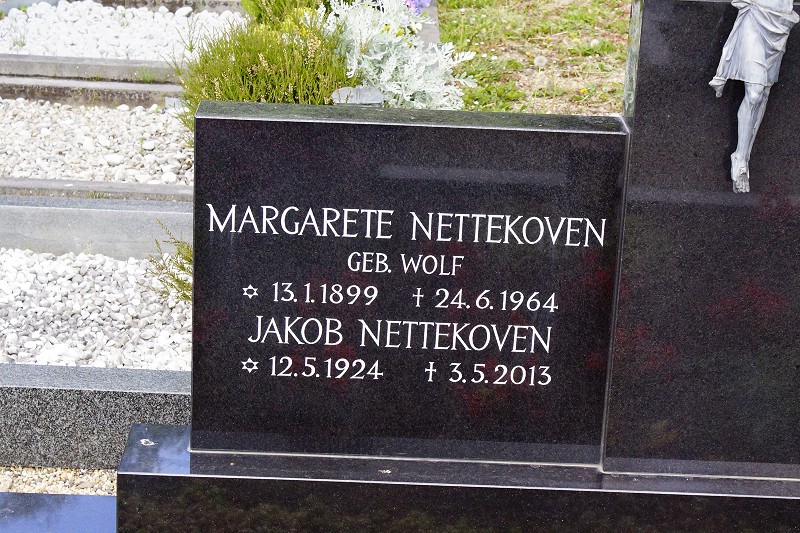 MARGARETE NETTEKOVEN
GEB. WOLF
✡ 13.1.1899 † 24.6.1964
JAKOB NETTEKOVEN
✡ 12.5.1924 † 3.5.2013